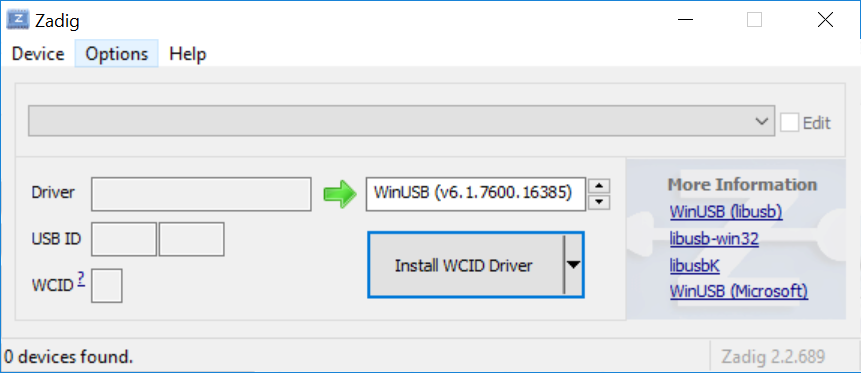 Zadig
Device Options Help
Edit
Driver WinUSB (v6.1.7600.16385)
USB ID
WCID ?
Install WCID Driver
More Information
WinUSB (libusb)
libusb-win32
libusbK
WinUSB (Microsoft)
0 devices found. Zadig 2.2.689